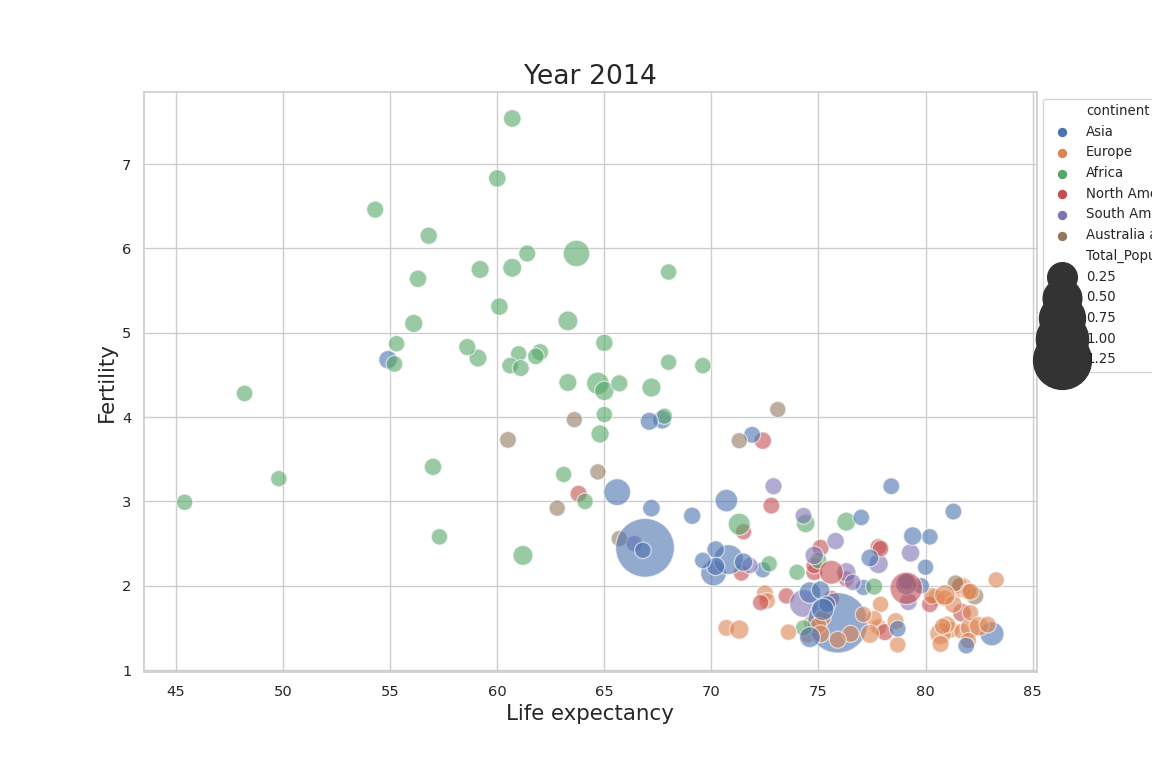 Year 2014
Fertility
7
6
5
4
3
2
1
45 50 55 60 65 70 75 80 85
Life expectancy
continent
Asia
Europe
Africa
North Ame
South Am
Australia a
Total_Popu
0.25
0.50
0.75
1.00
1.25